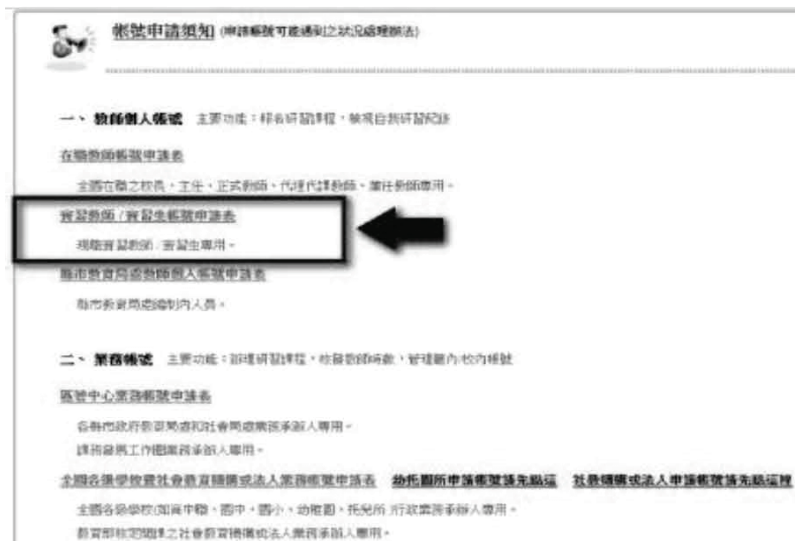 帳號申請須知 (申請帳號可能遇到之狀況處理辦法)
一、教師個人帳號 主要功能：報名研習課程，檢視自我研習紀錄
在職教師帳號申請表
全國在職之校長、主任、正式教師、代理代課教師、兼任教師專用。
實習教師/實習生帳號申請表
現職實習教師/實習生專用。
縣市教育局處教師個人帳號申請表
縣市教育局處編制內人員。
二、業務帳號 主要功能：辦理研習課程，核發教師時數，管理轄內/校內帳號
區管中心業務帳號申請表
各縣市政府教育局處和社會局處業務承辦人專用。
課務發展工作圈業務承辦人專用。
全國各級學校暨社會教育機構或法人業務帳號申請表 幼托園所申請帳號請先點這 社教機構或法人申請帳號請先點這裡
全國各級學校(如高中職、國中、國小、幼稚園、托兒所)行政業務承辦人專用。
教育部核定開課之社會教育機構或法人業務承辦人專用。